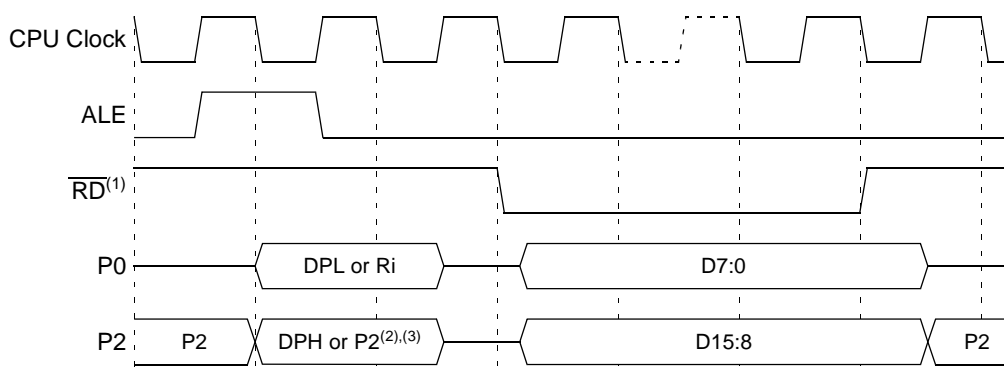 CPU Clock
ALE
RD(1)
P0 DPL or Ri D7:0
P2 P2 DPH or P2(2),(3) D15:8 P2